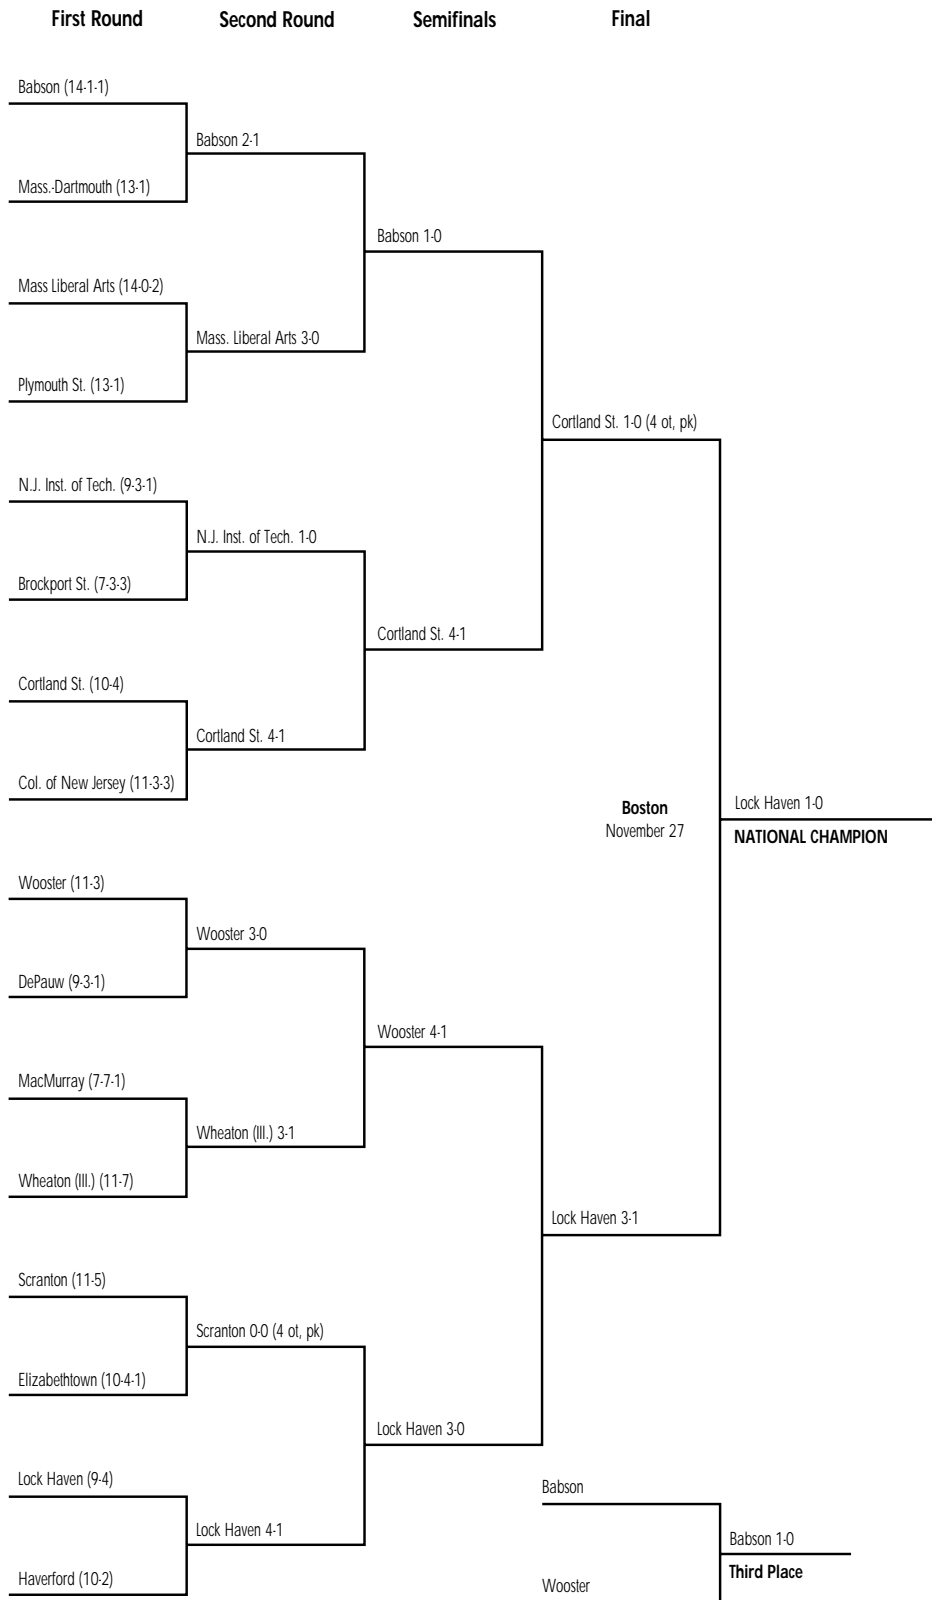 First Round Second Round Semifinals Final
Babson (14-1-1)
Babson 2-1
Mass.-Dartmouth (13-1)
Babson 1-0
Mass Liberal Arts (14-0-2)
Mass. Liberal Arts 3-0
Plymouth St. (13-1)
Cortland St. 1-0 (4 ot, pk)
N.J. Inst. of Tech. (9-3-1)
N.J. Inst. of Tech. 1-0
Brockport St. (7-3-3)
Cortland St. 4-1
Cortland St. (10-4)
Cortland St. 4-1
Col. of New Jersey (11-3-3)
Boston
November 27
Lock Haven 1-0
NATIONAL CHAMPION
Wooster (11-3)
Wooster 3-0
DePauw (9-3-1)
Wooster 4-1
MacMurray (7-7-1)
Wheaton (Ill.) 3-1
Wheaton (Ill.) (11-7)
Lock Haven 3-1
Scranton (11-5)
Scranton 0-0 (4 ot, pk)
Elizabethtown (10-4-1)
Lock Haven 3-0
Lock Haven (9-4)
Lock Haven 4-1
Haverford (10-2)
Babson
Babson 1-0
Third Place
Wooster